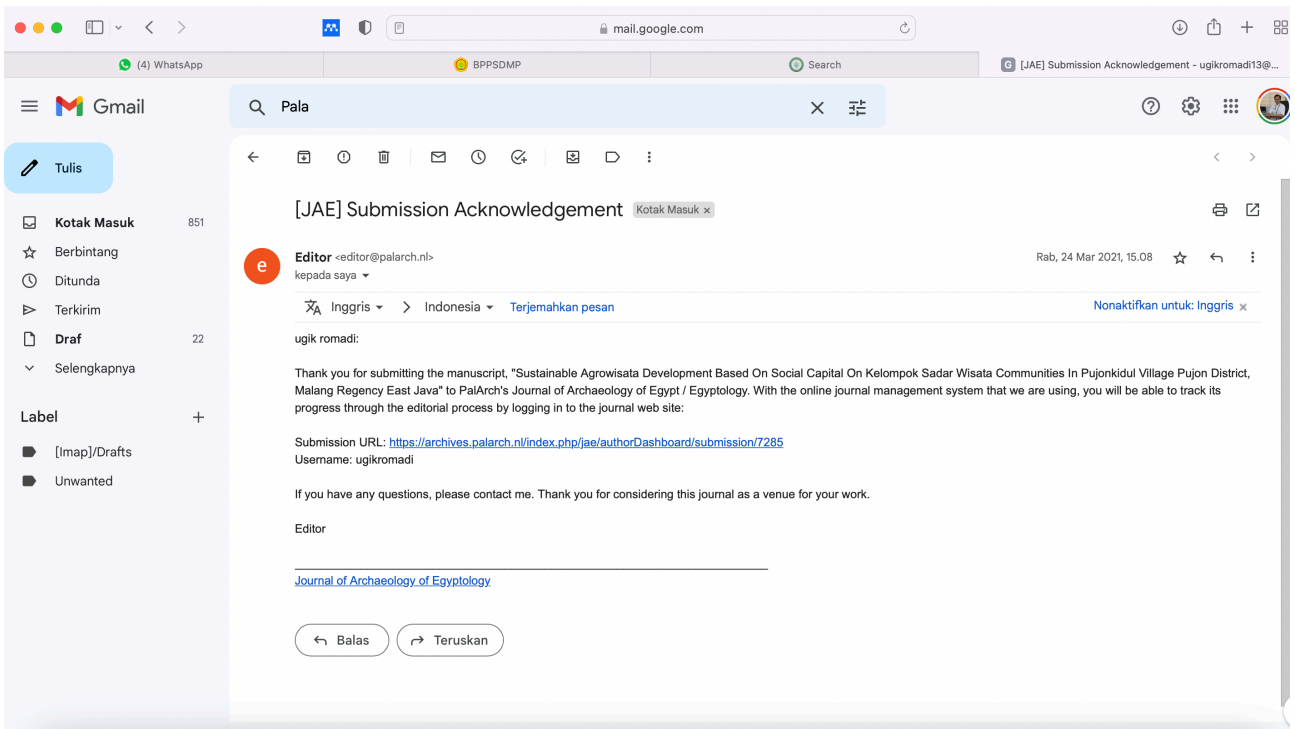 mail.google.com
(4) WhatsApp
BPPSDMP
Search
G [JAE] Submission Acknowledgement - ugikromadi13@...
Gmail
Pala
Tulis
Kotak Masuk 851
Berbintang
Ditunda
Terkirim
Draf 22
Selengkapnya
Label
[Imap]/Drafts
Unwanted
[JAE] Submission Acknowledgement Kotak Masuk x
e
Editor <editor@palarch.nl> Rab, 24 Mar 2021, 15.08
kepada saya
Inggris > Indonesia Terjemahkan pesan Nonaktifkan untuk: Inggris x
ugik romadi:
Thank you for submitting the manuscript, "Sustainable Agrowisata Development Based On Social Capital On Kelompok Sadar Wisata Communities In Pujonkidul Village Pujon District,
Malang Regency East Java" to PalArch's Journal of Archaeology of Egypt / Egyptology. With the online journal management system that we are using, you will be able to track its
progress through the editorial process by logging in to the journal web site:
Submission URL: https://archives.palarch.nl/index.php/jae/authorDashboard/submission/7285
Username: ugikromadi
If you have any questions, please contact me. Thank you for considering this journal as a venue for your work.
Editor
Journal of Archaeology of Egyptology
Balas
Teruskan